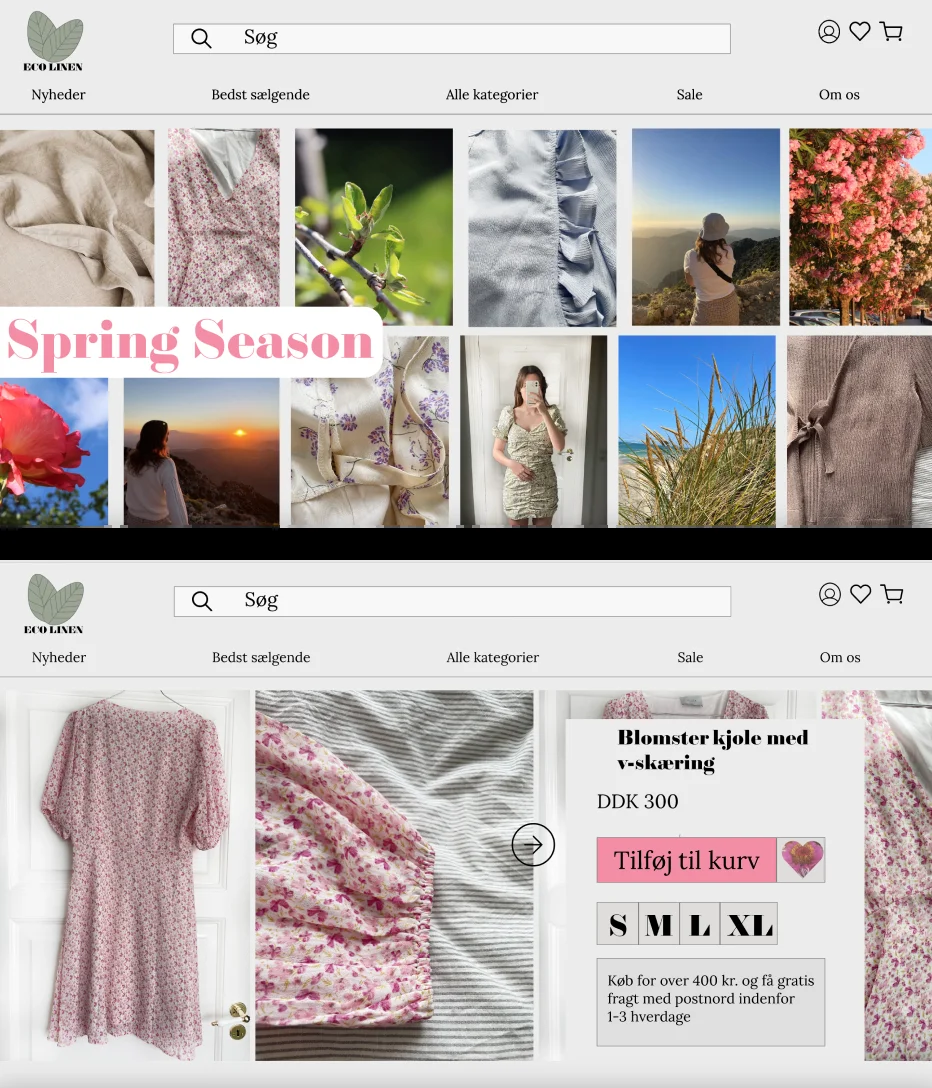 ECO LINEN
Søg
Nyheder Bedst sælgende Alle kategorier Sale Om os
Spring Season
ECO LINEN
Søg
Nyheder Bedst sælgende Alle kategorier Sale Om os
Blomster kjole med
v-skæring
DDK 300
Tilføj til kurv
S M L XL
Køb for over 400 kr. og få gratis
fragt med postnord indenfor
1-3 hverdage